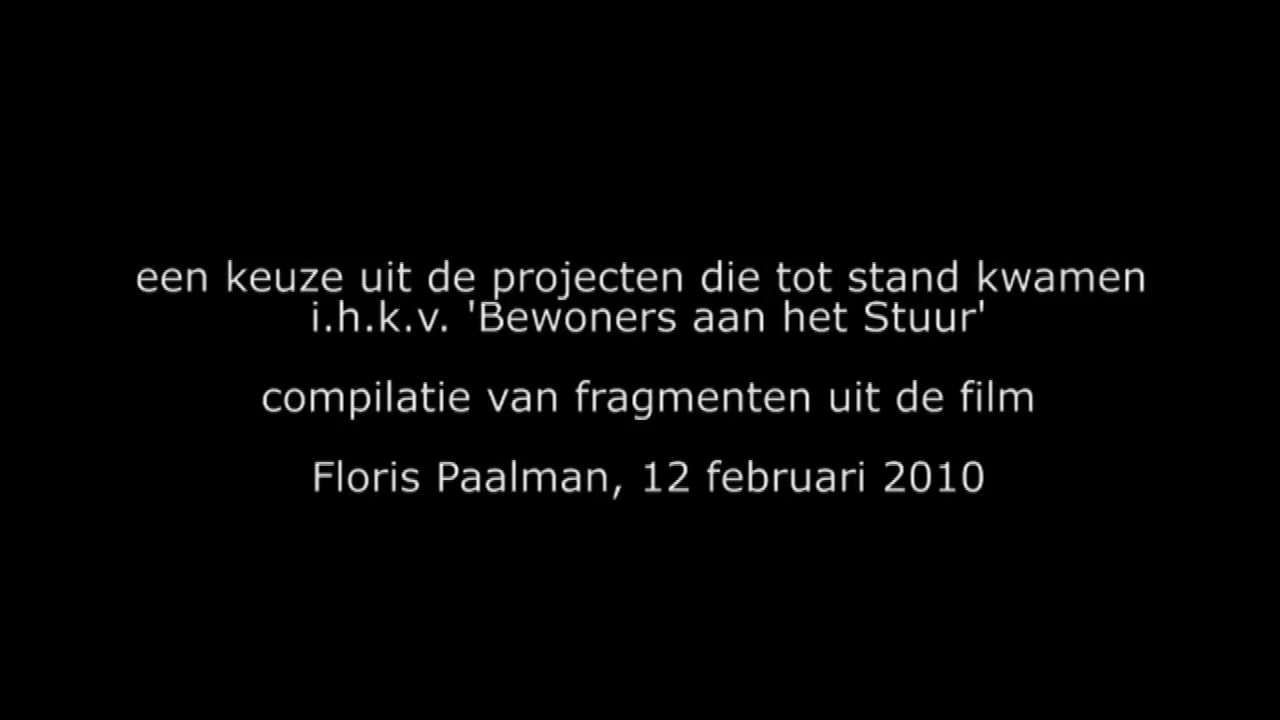 een keuze uit de projecten die tot stand kwamen
i.h.k.v. 'Bewoners aan het Stuur'
compilatie van fragmenten uit de film
Floris Paalman, 12 februari 2010